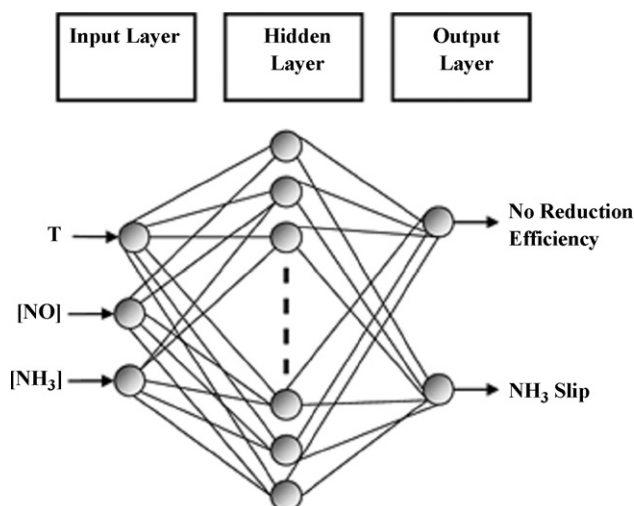 Input Layer
Hidden
Layer
Output
Layer
T
[NO]
[NH₃]
No Reduction
Efficiency
NH₃ Slip